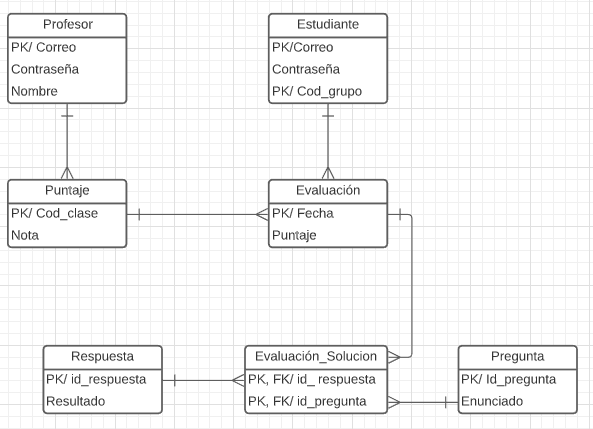 Profesor
PK/ Correo
Contraseña
Nombre
Estudiante
PK/Correo
Contraseña
PK/ Cod_grupo
Puntaje
PK/ Cod_clase
Nota
Evaluación
PK/ Fecha
Puntaje
Respuesta
PK/ id_respuesta
Resultado
Evaluación_Solucion
PK, FK/ id_ respuesta
PK, FK/ id_pregunta
Pregunta
PK/ Id_pregunta
Enunciado